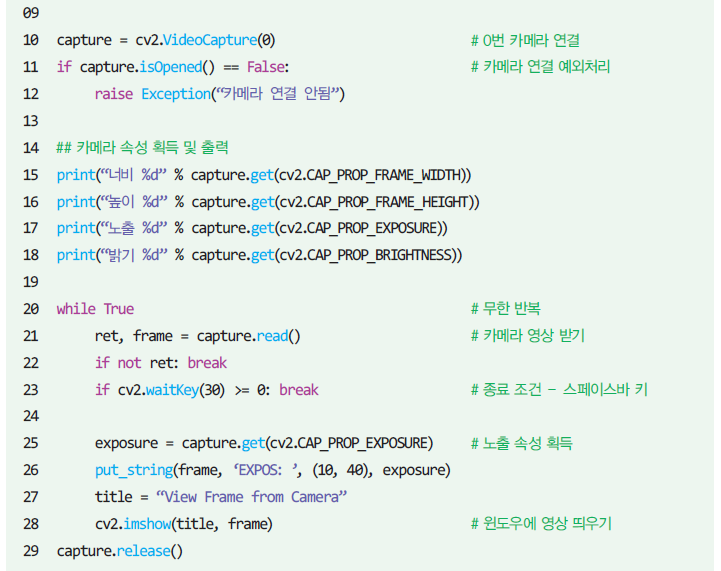 09
10 capture = cv2.VideoCapture(0) # 0번 카메라 연결
11 if capture.isOpened() == False: # 카메라 연결 예외처리
12 raise Exception(“카메라 연결 안됨”)
13
14 ## 카메라 속성 획득 및 출력
15 print(“너비 %d” % capture.get(cv2.CAP_PROP_FRAME_WIDTH))
16 print(“높이 %d” % capture.get(cv2.CAP_PROP_FRAME_HEIGHT))
17 print(“노출 %d” % capture.get(cv2.CAP_PROP_EXPOSURE))
18 print(“밝기 %d” % capture.get(cv2.CAP_PROP_BRIGHTNESS))
19
20 while True # 무한 반복
21 ret, frame = capture.read() # 카메라 영상 받기
22 if not ret: break
23 if cv2.waitKey(30) >= 0: break # 종료 조건 – 스페이스바 키
24
25 exposure = capture.get(cv2.CAP_PROP_EXPOSURE) # 노출 속성 획득
26 put_string(frame, ‘EXPOS: ’, (10, 40), exposure)
27 title = “View Frame from Camera”
28 cv2.imshow(title, frame) # 윈도우에 영상 띄우기
29 capture.release()